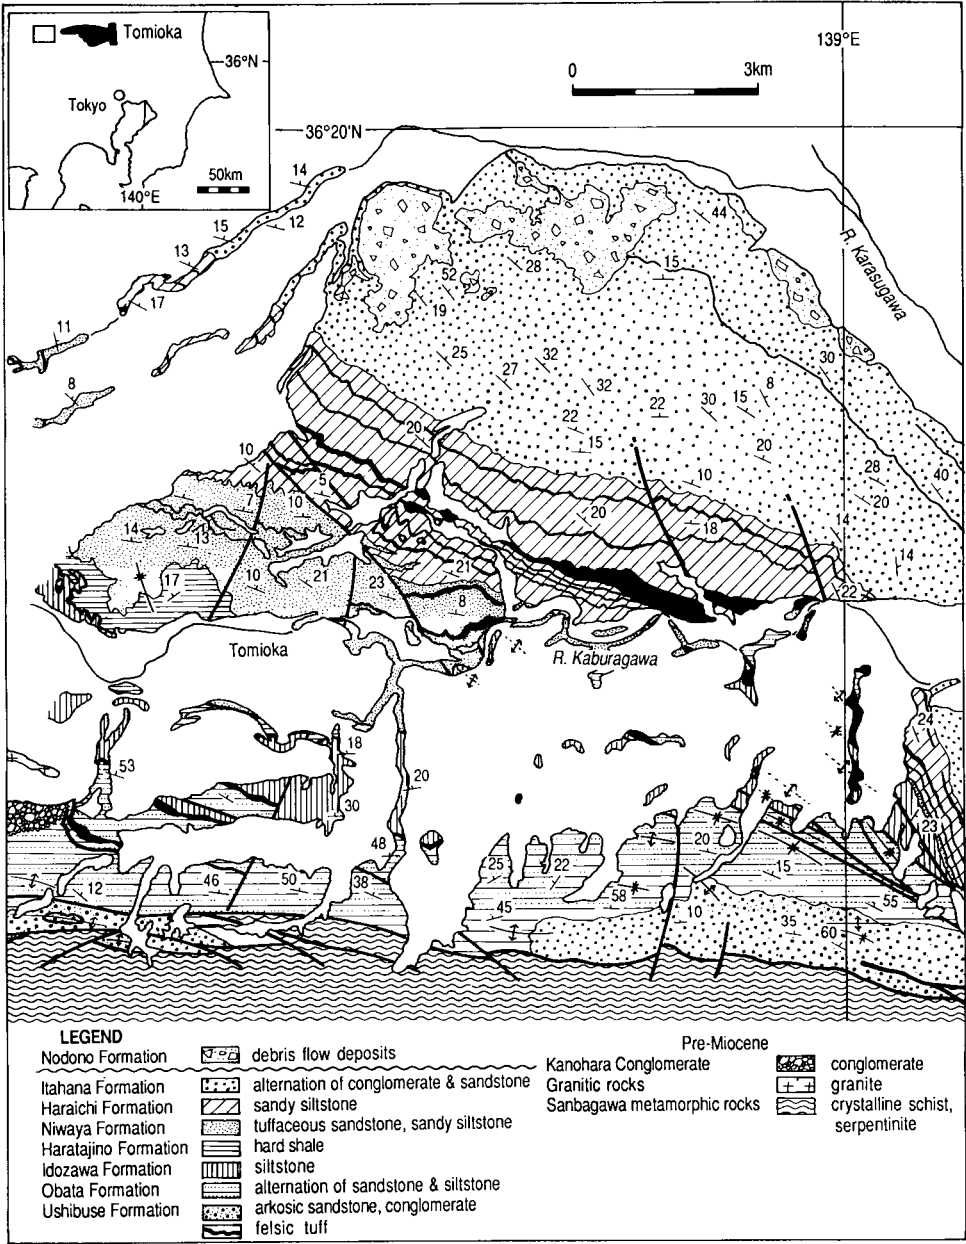 Tomioka
36°N
Tokyo
50km
140°E
139°E
0 3km
36°20'N
14
12
15
13
17
11
8
44
15
28
52
19
R. Karasugawa
25
27
32
32
30
30
15
8
22
22
15
20
20
10
28
20
40
10
5
7
10
20
18
14
14
13
21
14
10
21
23
17
8
22
Tomioka
R. Kaburagawa
24
18
53
20
30
23
48
20
25
22
15
12
46
50
38
58
55
45
10
35
60
LEGEND
Nodono Formation debris flow deposits
Itahana Formation alternation of conglomerate & sandstone
Haraichi Formation sandy siltstone
Niwaya Formation tuffaceous sandstone, sandy siltstone
Haratajino Formation hard shale
Idozawa Formation siltstone
Obata Formation alternation of sandstone & siltstone
Ushibuse Formation arkosic sandstone, conglomerate
felsic tuff
Pre-Miocene
Kanohara Conglomerate conglomerate
Granitic rocks granite
Sanbagawa metamorphic rocks crystalline schist,
serpentinite